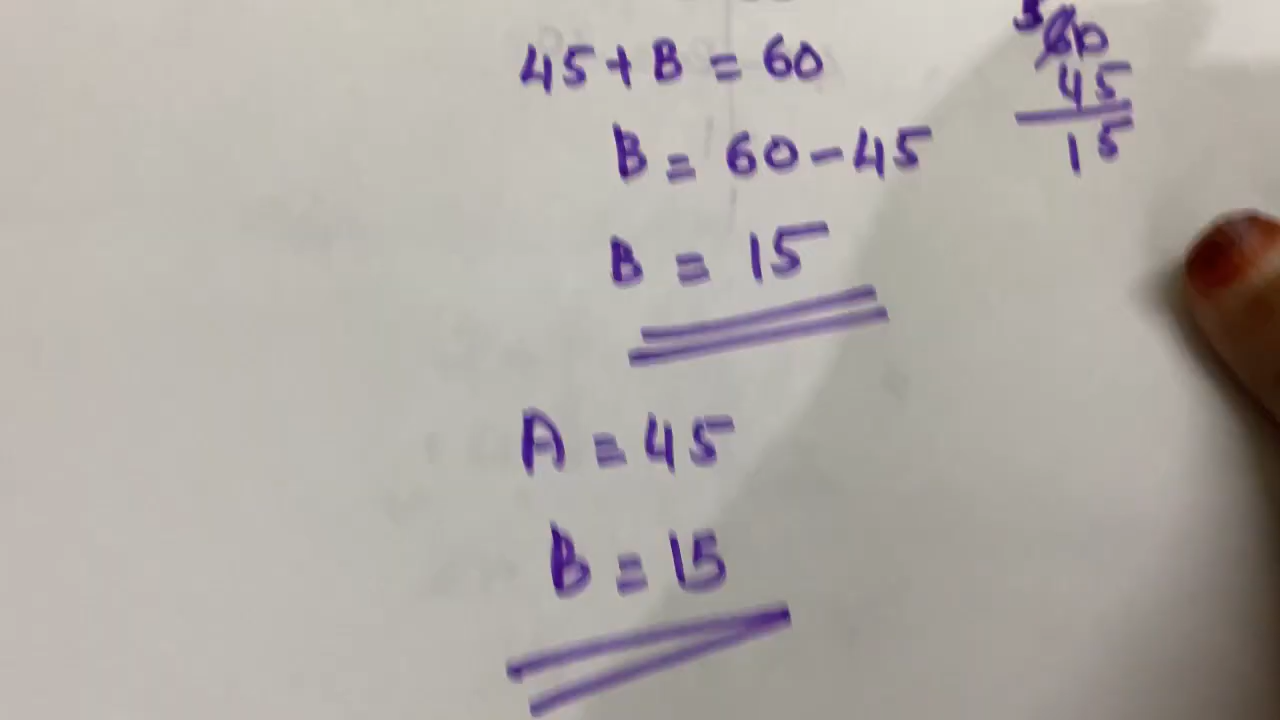 45 + B = 60
B = 60 - 45
B = 15
A = 45
B = 15
5
60
45
15